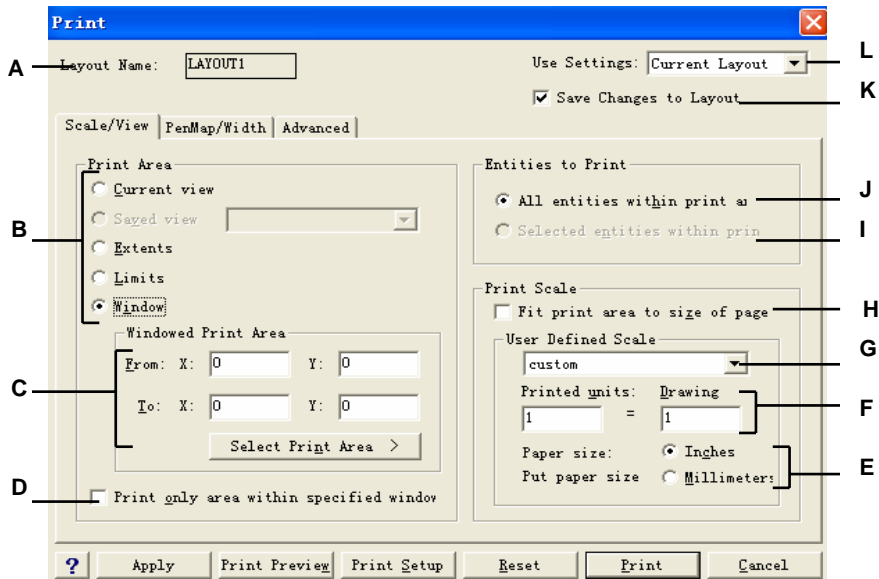 Print
A
Layout Name: LAYOUT1
Use Settings: Current Layout
L
Save Changes to Layout
K
Scale/View PenMap/Width Advanced
Print Area
B
Current view
Saved view
Extents
Limits
Window
Windowed Print Area
C
From: X: 0 Y: 0
To: X: 0 Y: 0
Select Print Area >
D
Print only area within specified window
Entities to Print
All entities within print ar
J
Selected entities within prin
I
Print Scale
Fit print area to size of page
H
User Defined Scale
G
custom
Printed units: Drawing
1 = 1
F
Paper size: Inches
E
Put paper size Millimeters
? Apply Print Preview Print Setup Reset Print Cancel